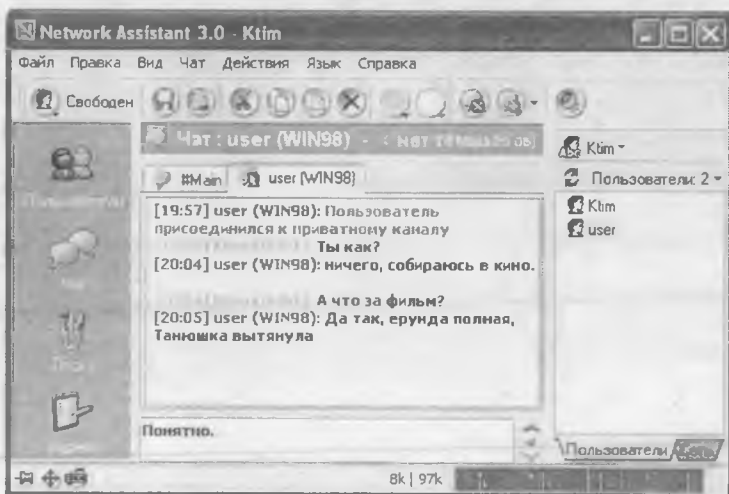 Network Assistant 3.0 - Ktim
Файл Правка Вид Чат Действия Язык Справка
Свободен
Чат : user (WIN98) - < нет
#Main user (WIN98)
Ktim
Пользователи: 2
Ktim
user
[19:57] user (WIN98): Пользователь
присоединился к приватному каналу
Ты как?
[20:04] user (WIN98): ничего, собираюсь в кино.
А что за фильм?
[20:05] user (WIN98): Да так, ерунда полная,
Танюшка вытянула
Понятно.
Пользователи
8k | 97k